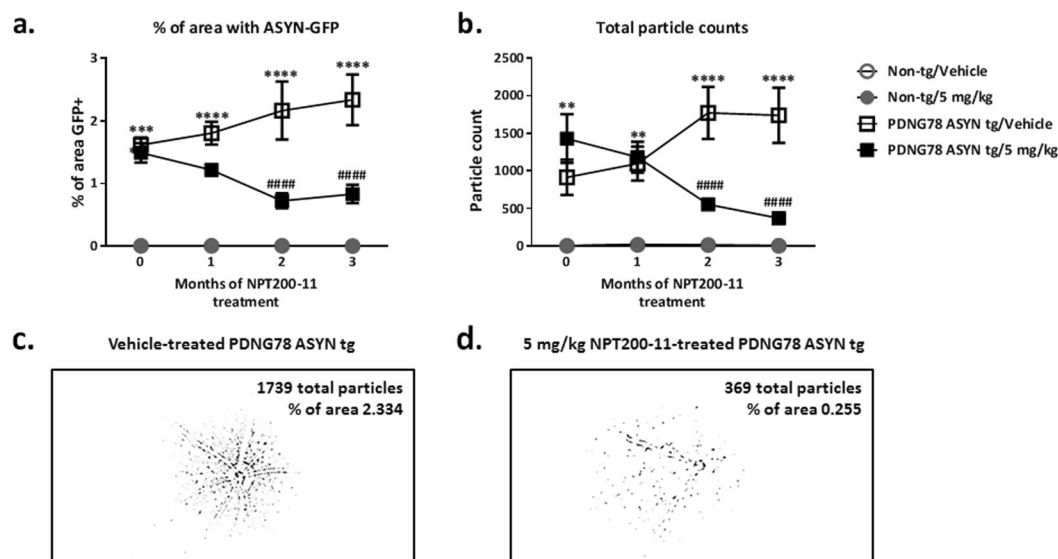 a.
% of area with ASYN-GFP
% of area GFP+
3
2
1
0
***
****
****
****
####
####
0 1 2 3
Months of NPT200-11
treatment
b.
Total particle counts
Particle count
2500
2000
1500
1000
500
0
**
**
****
****
####
####
0 1 2 3
Months of NPT200-11
treatment
Non-tg/Vehicle
Non-tg/5 mg/kg
PDNG78 ASYN tg/Vehicle
PDNG78 ASYN tg/5 mg/kg
c.
Vehicle-treated PDNG78 ASYN tg
1739 total particles
% of area 2.334
d.
5 mg/kg NPT200-11-treated PDNG78 ASYN tg
369 total particles
% of area 0.255